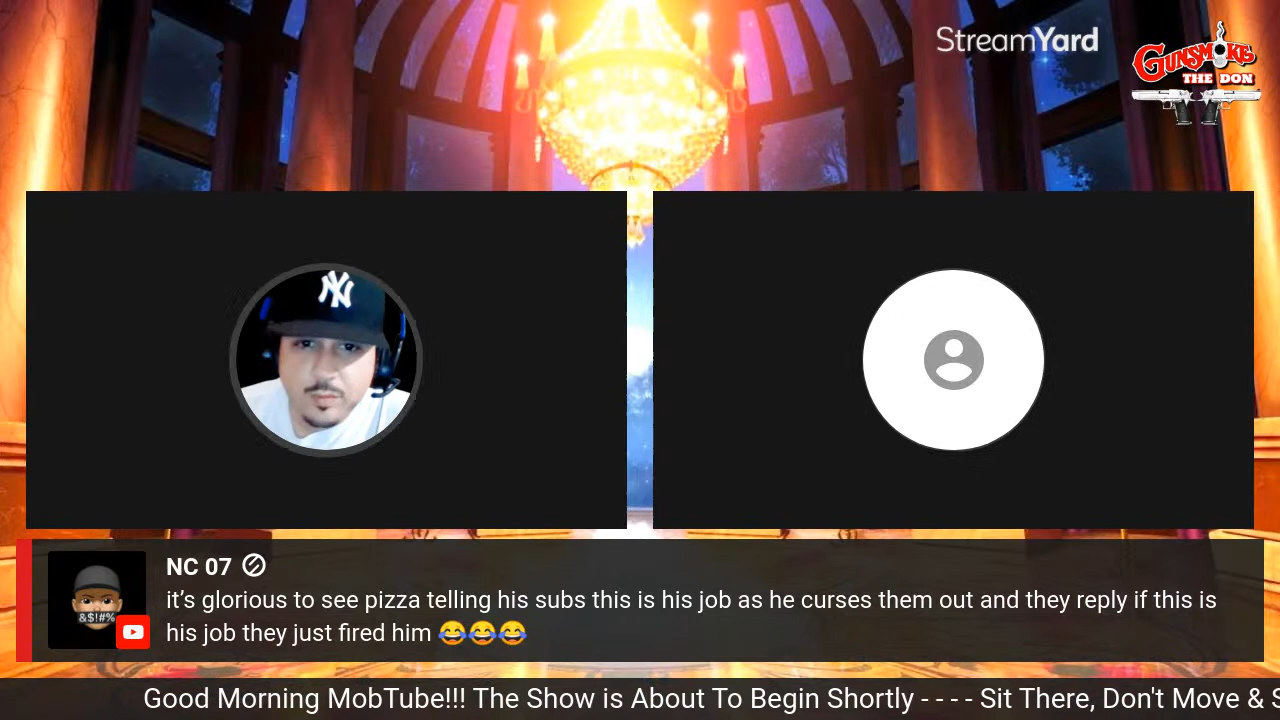 StreamYard
GUNSMOKE
THE DON
NY
NC 07
&$!#%
it’s glorious to see pizza telling his subs this is his job as he curses them out and they reply if this is
his job they just fired him 😂😂😂
Good Morning MobTube!!! The Show is About To Begin Shortly - - - - Sit There, Don't Move & S